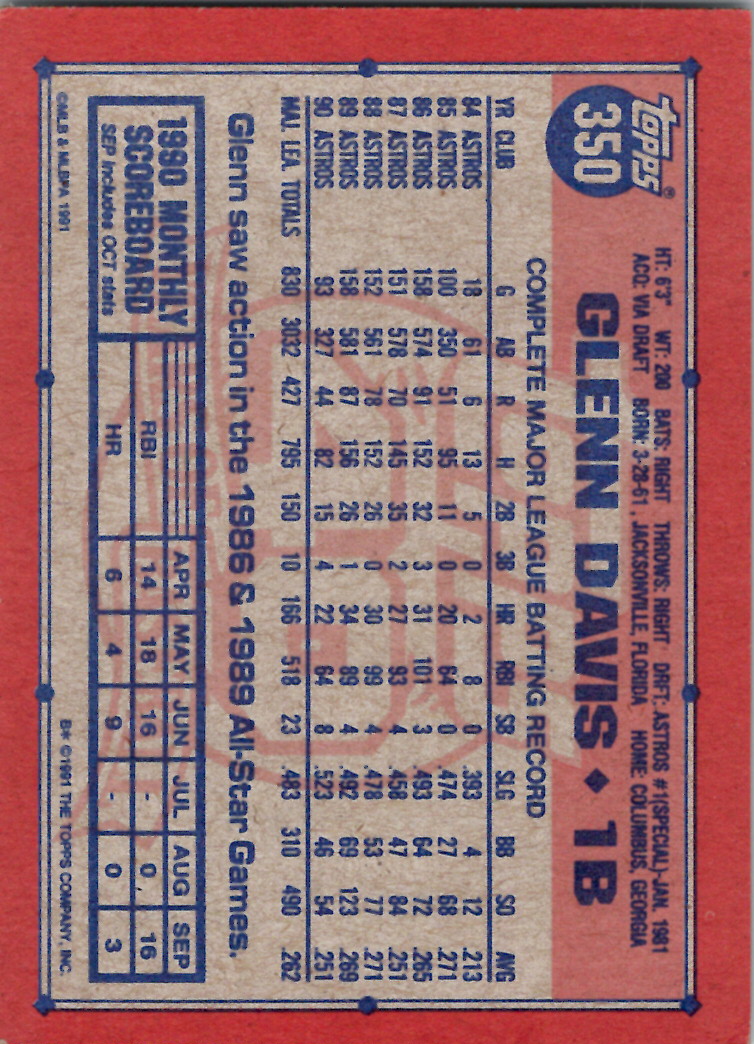 TOPPS®
350
HT: 6'3" WT: 200 BATS: RIGHT THROWS: RIGHT DRFT: ASTROS #1(SPECIAL)-JAN. 1981
ACQ: VIA DRAFT BORN: 3-28-61, JACKSONVILLE, FLORIDA HOME: COLUMBUS, GEORGIA
GLENN DAVIS ◆ 1B
COMPLETE MAJOR LEAGUE BATTING RECORD
YR CLUB G AB R H 2B 3B HR RBI SB SLG BB SO AVG
84 ASTROS 18 61 6 13 5 0 2 8 0 .393 4 12 .213
85 ASTROS 100 350 51 95 11 0 20 64 0 .474 27 68 .271
86 ASTROS 158 574 91 152 32 3 31 101 3 .493 64 72 .265
87 ASTROS 151 578 70 145 35 2 27 93 4 .458 47 84 .251
88 ASTROS 152 561 78 152 26 0 30 99 4 .478 53 77 .271
89 ASTROS 158 581 87 156 26 1 34 89 4 .492 69 123 .269
90 ASTROS 93 327 44 82 15 4 22 64 8 .523 46 54 .251
MAJ. LEA. TOTALS 830 3032 427 795 150 10 166 518 23 .483 310 490 .262
Glenn saw action in the 1986 & 1989 All-Star Games.
1990 MONTHLY
SCOREBOARD
SEP includes OCT stats
APR MAY JUN JUL AUG SEP
RBI 14 18 16 - 0 16
HR 6 4 9 - 0 3
©MLB & MLBPA 1991
B* ©1991 THE TOPPS COMPANY, INC.